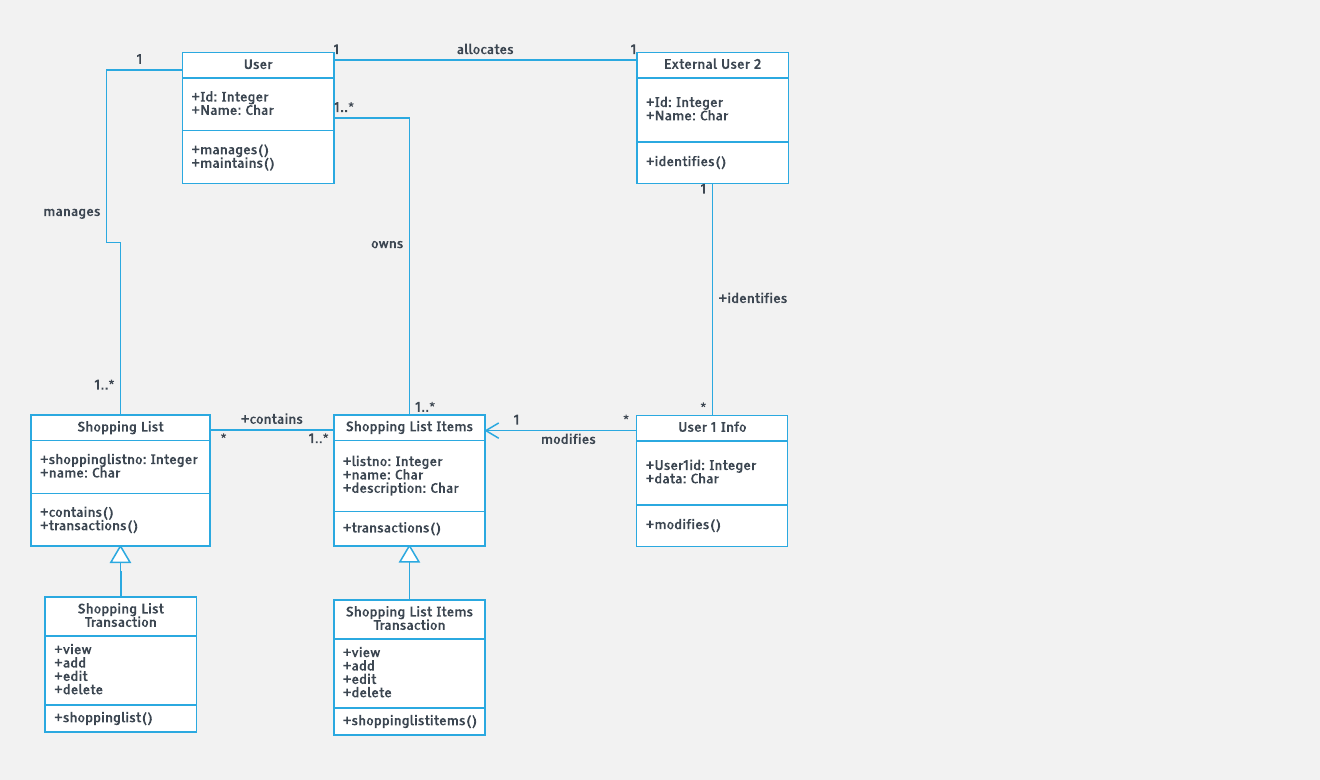 1
1
allocates
1
User
+Id: Integer
+Name: Char
+manages()
+maintains()
1..*
External User 2
+Id: Integer
+Name: Char
+identifies()
1
manages
owns
+identifies
1..*
1..*
*
Shopping List
+shoppinglistno: Integer
+name: Char
+contains()
+transactions()
+contains
*
1..*
Shopping List Items
+listno: Integer
+name: Char
+description: Char
+transactions()
1
*
modifies
User 1 Info
+User1id: Integer
+data: Char
+modifies()
Shopping List
Transaction
+view
+add
+edit
+delete
+shoppinglist()
Shopping List Items
Transaction
+view
+add
+edit
+delete
+shoppinglistitems()